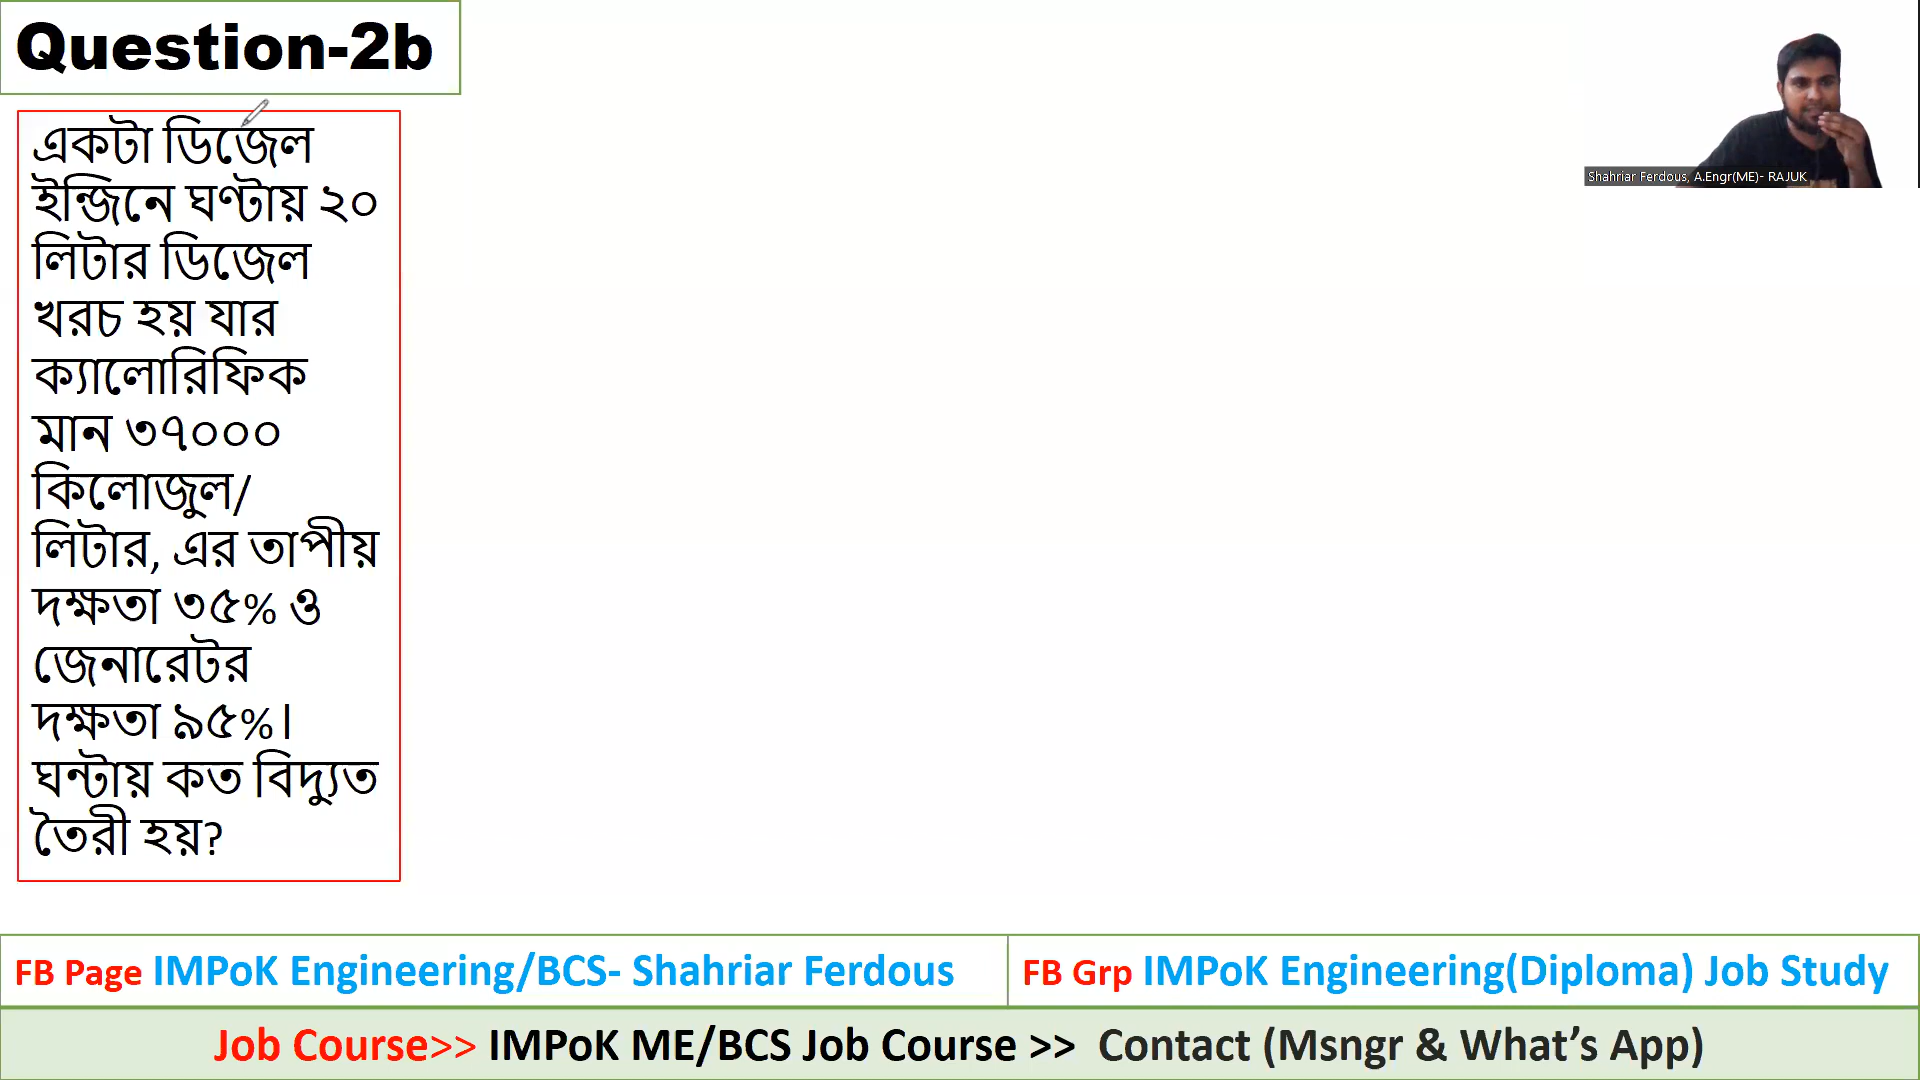 Question-2b
একটা ডিজেল
ইন্জিনে ঘণ্টায় ২০
লিটার ডিজেল
খরচ হয় যার
ক্যালোরিফিক
মান ৩৭০০০
কিলোজুল/
লিটার, এর তাপীয়
দক্ষতা ৩৫% ও
জেনারেটর
দক্ষতা ৯৫%।
ঘন্টায় কত বিদ্যুত
তৈরী হয়?
Shahriar Ferdous, A.Engr(ME)- RAJUK
FB Page IMPoK Engineering/BCS- Shahriar Ferdous
FB Grp IMPoK Engineering(Diploma) Job Study
Job Course>> IMPoK ME/BCS Job Course >> Contact (Msngr & What’s App)